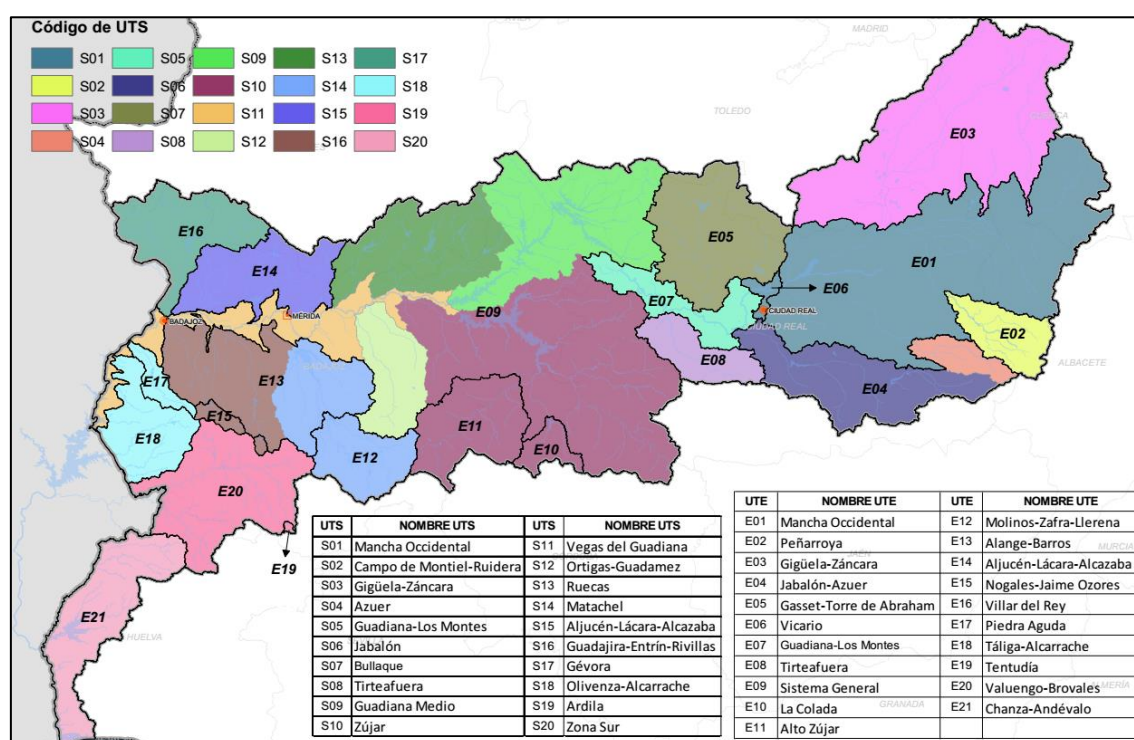 Código de UTS
S01 S05 S09 S13 S17
S02 S06 S10 S14 S18
S03 S07 S11 S15 S19
S04 S08 S12 S16 S20
MADRID
TOLEDO
CUENCA
E03
E16
E05
E14
E01
E06
E07
E09
BADAJOZ
MÉRIDA
CIUDAD REAL
CIUDAD REAL
E02
E08
ALBACETE
E17
E13
BADAJOZ
E04
E15
E11
E18
E10
E12
E20
E19
E21
HUELVA
UTS NOMBRE UTS UTS NOMBRE UTS
S01 Mancha Occidental S11 Vegas del Guadiana
S02 Campo de Montiel-Ruidera S12 Ortigas-Guadamez
S03 Gigüela-Záncara S13 Ruecas
S04 Azuer S14 Matachel
S05 Guadiana-Los Montes S15 Aljucén-Lácara-Alcazaba
S06 Jabalón S16 Guadajira-Entrín-Rivillas
S07 Bullaque S17 Gévora
S08 Tirteafuera S18 Olivenza-Alcarrache
S09 Guadiana Medio S19 Ardila
S10 Zújar S20 Zona Sur
UTE NOMBRE UTE UTE NOMBRE UTE
E01 Mancha Occidental E12 Molinos-Zafra-Llerena
E02 Peñarroya E13 Alange-Barros
E03 Gigüela-Záncara E14 Aljucén-Lácara-Alcazaba
E04 Jabalón-Azuer E15 Nogales-Jaime Ozores
E05 Gasset-Torre de Abraham E16 Villar del Rey
E06 Vicario E17 Piedra Aguda
E07 Guadiana-Los Montes E18 Táliga-Alcarrache
E08 Tirteafuera E19 Tentudía
E09 Sistema General E20 Valuengo-Brovales
E10 La Colada E21 Chanza-Andévalo
E11 Alto Zújar
JAÉN
MURCIA
GRANADA
ALMERÍA